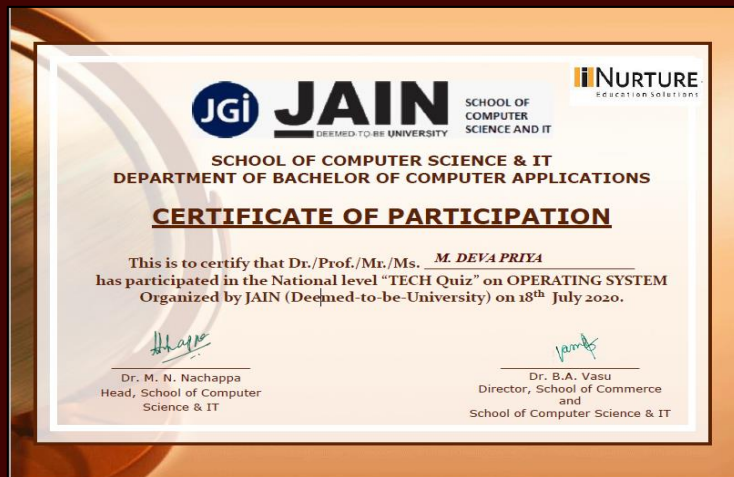 iNURTURE
Education Solutions
JGi JAIN
DEEMED-TO-BE UNIVERSITY
SCHOOL OF
COMPUTER
SCIENCE AND IT
SCHOOL OF COMPUTER SCIENCE & IT
DEPARTMENT OF BACHELOR OF COMPUTER APPLICATIONS
CERTIFICATE OF PARTICIPATION
This is to certify that Dr./Prof./Mr./Ms. M. DEVA PRIYA
has participated in the National level “TECH Quiz” on OPERATING SYSTEM
Organized by JAIN (Deemed-to-be-University) on 18th July 2020.
Dr. M. N. Nachappa
Head, School of Computer
Science & IT
Dr. B.A. Vasu
Director, School of Commerce
and
School of Computer Science & IT